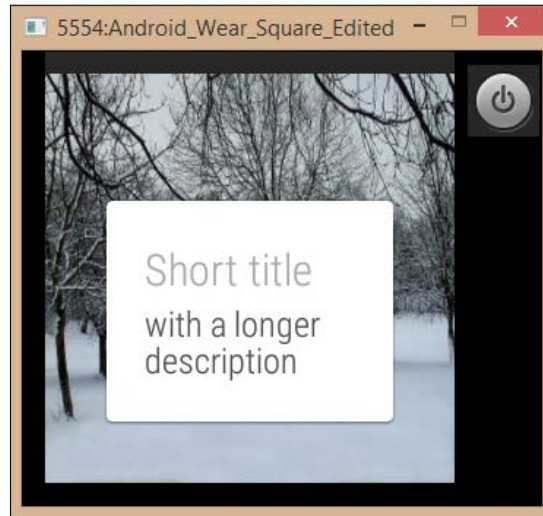 5554:Android_Wear_Square_Edited
Short title
with a longer
description